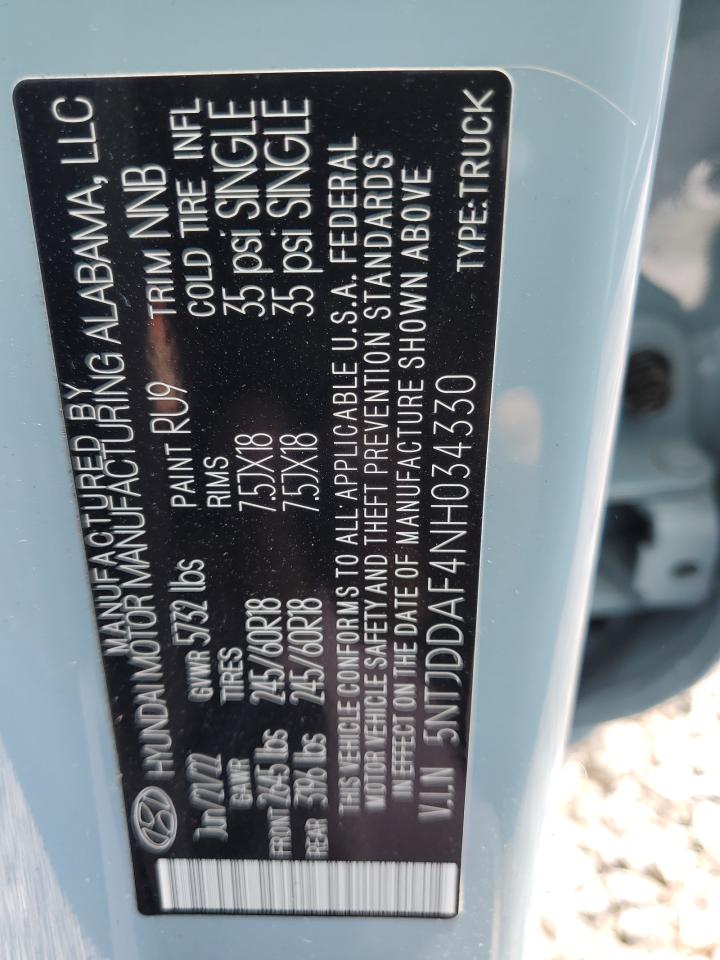 MANUFACTURED BY
HYUNDAI MOTOR MANUFACTURING ALABAMA, LLC
GVWR 5732 lbs PAINT RU9 TRIM NNB
GAWR TIRES RIMS COLD TIRE INFL
FRONT 2645 lbs 245/60R18 7.5JX18 35 psi SINGLE
REAR 3196 lbs 245/60R18 7.5JX18 35 psi SINGLE
THIS VEHICLE CONFORMS TO ALL APPLICABLE U.S.A. FEDERAL
MOTOR VEHICLE SAFETY AND THEFT PREVENTION STANDARDS
IN EFFECT ON THE DATE OF MANUFACTURE SHOWN ABOVE
V.I.N 5NTJDDAF4NH034330 TYPE:TRUCK